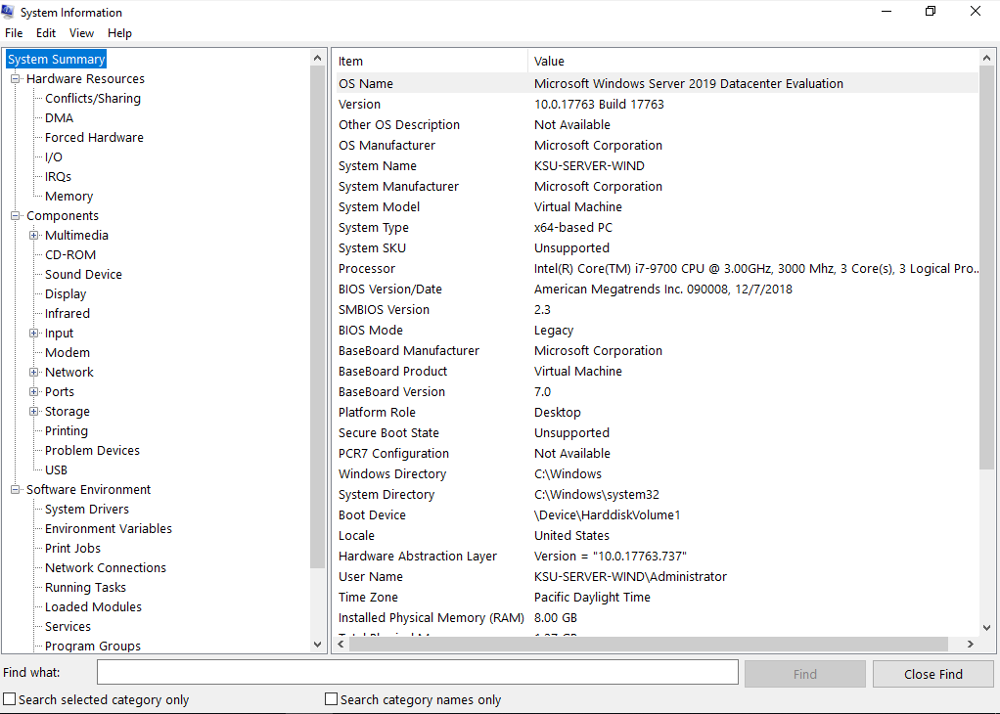 System Information
File Edit View Help
System Summary
Hardware Resources
Conflicts/Sharing
DMA
Forced Hardware
I/O
IRQs
Memory
Components
Multimedia
CD-ROM
Sound Device
Display
Infrared
Input
Modem
Network
Ports
Storage
Printing
Problem Devices
USB
Software Environment
System Drivers
Environment Variables
Print Jobs
Network Connections
Running Tasks
Loaded Modules
Services
Program Groups
Item Value
OS Name Microsoft Windows Server 2019 Datacenter Evaluation
Version 10.0.17763 Build 17763
Other OS Description Not Available
OS Manufacturer Microsoft Corporation
System Name KSU-SERVER-WIND
System Manufacturer Microsoft Corporation
System Model Virtual Machine
System Type x64-based PC
System SKU Unsupported
Processor Intel(R) Core(TM) i7-9700 CPU @ 3.00GHz, 3000 Mhz, 3 Core(s), 3 Logical Pro...
BIOS Version/Date American Megatrends Inc. 090008, 12/7/2018
SMBIOS Version 2.3
BIOS Mode Legacy
BaseBoard Manufacturer Microsoft Corporation
BaseBoard Product Virtual Machine
BaseBoard Version 7.0
Platform Role Desktop
Secure Boot State Unsupported
PCR7 Configuration Not Available
Windows Directory C:\Windows
System Directory C:\Windows\system32
Boot Device \Device\HarddiskVolume1
Locale United States
Hardware Abstraction Layer Version = "10.0.17763.737"
User Name KSU-SERVER-WIND\Administrator
Time Zone Pacific Daylight Time
Installed Physical Memory (RAM) 8.00 GB
Find what: Find Close Find
Search selected category only Search category names only